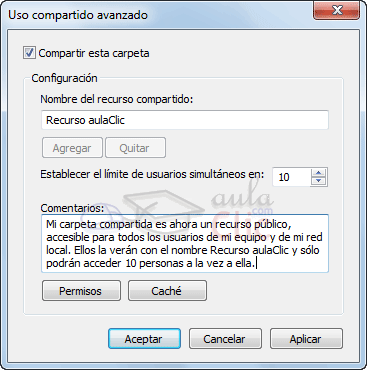 Uso compartido avanzado
Compartir esta carpeta
Configuración
Nombre del recurso compartido:
Recurso aulaClic
Agregar
Quitar
Establecer el límite de usuarios simultáneos en:
10
aula
.com
Clic
Comentarios:
Mi carpeta compartida es ahora un recurso público,
accesible para todos los usuarios de mi equipo y de mi red
local. Ellos la verán con el nombre Recurso aulaClic y sólo
podrán acceder 10 personas a la vez a ella.
Permisos
Caché
Aceptar
Cancelar
Aplicar